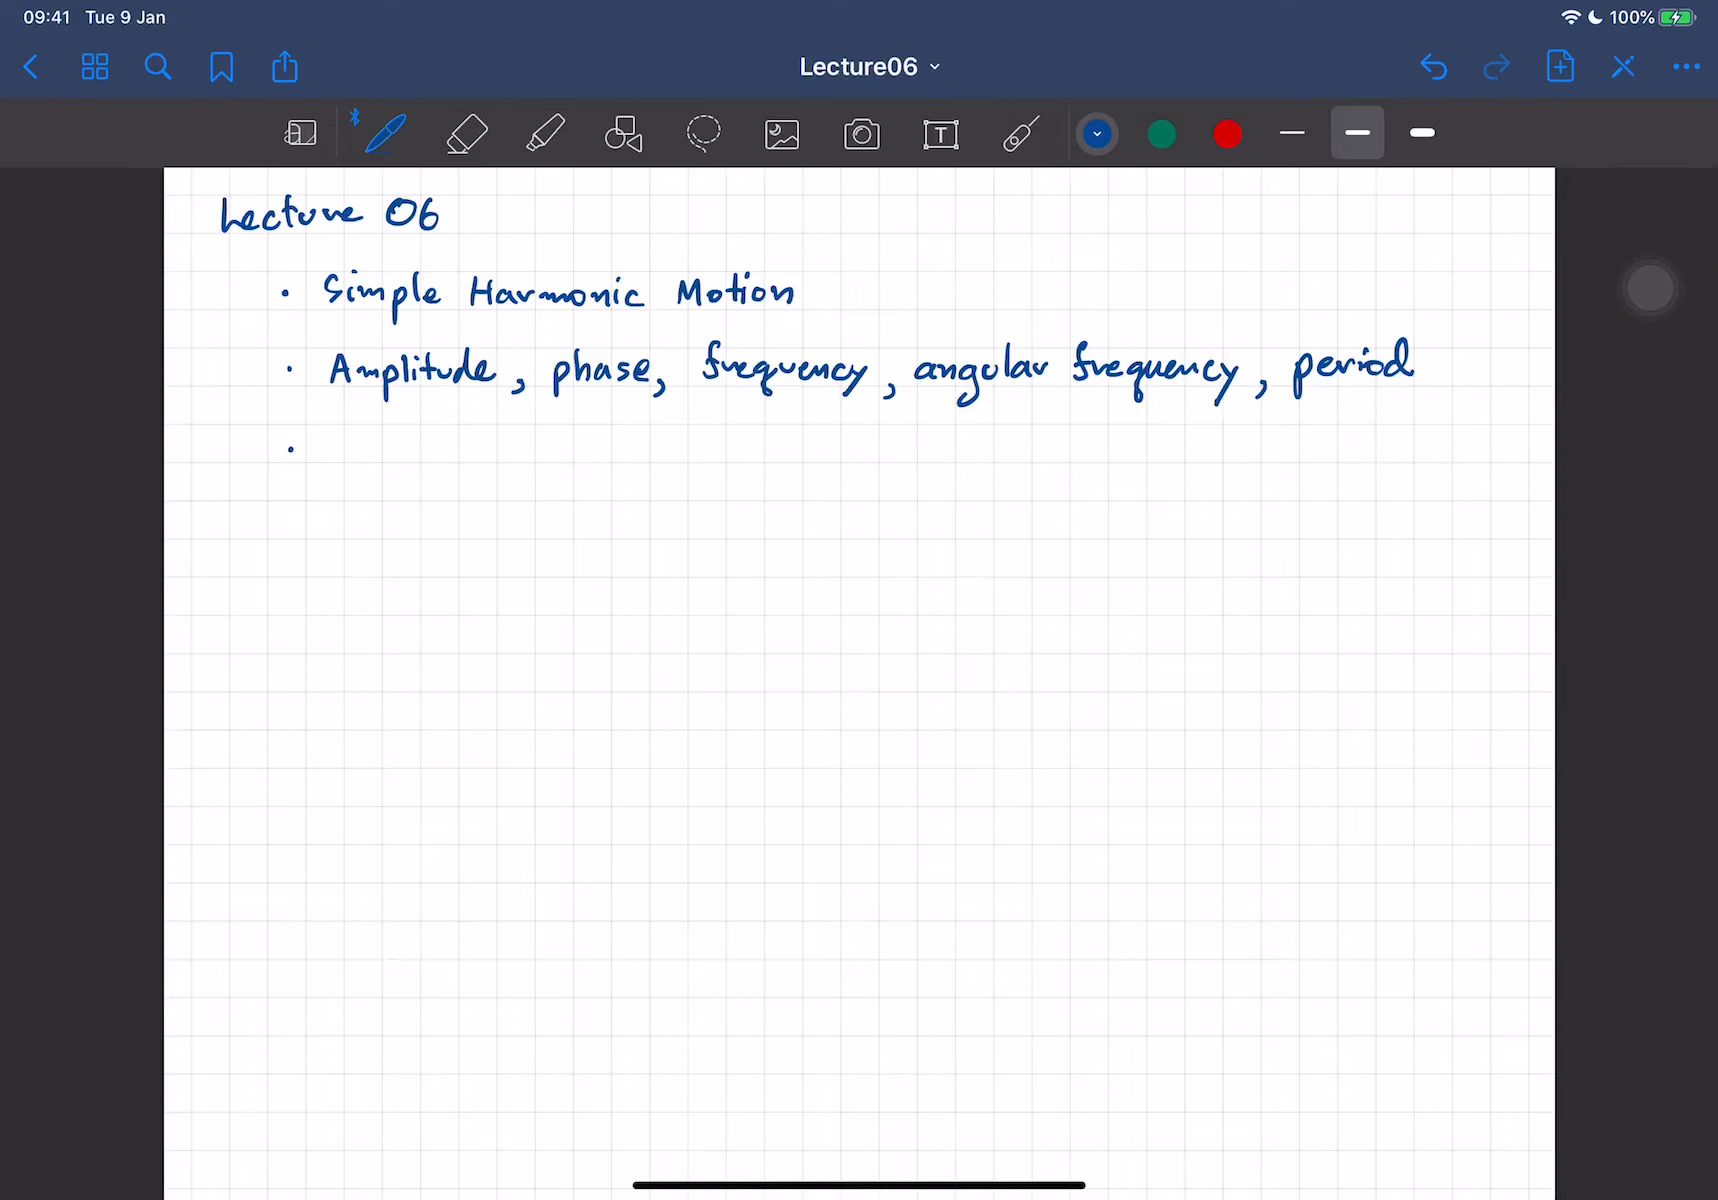 09:41 Tue 9 Jan 100%
Lecture06
T
Lecture 06
· Simple Harmonic Motion
· Amplitude, phase, frequency, angular frequency, period
·